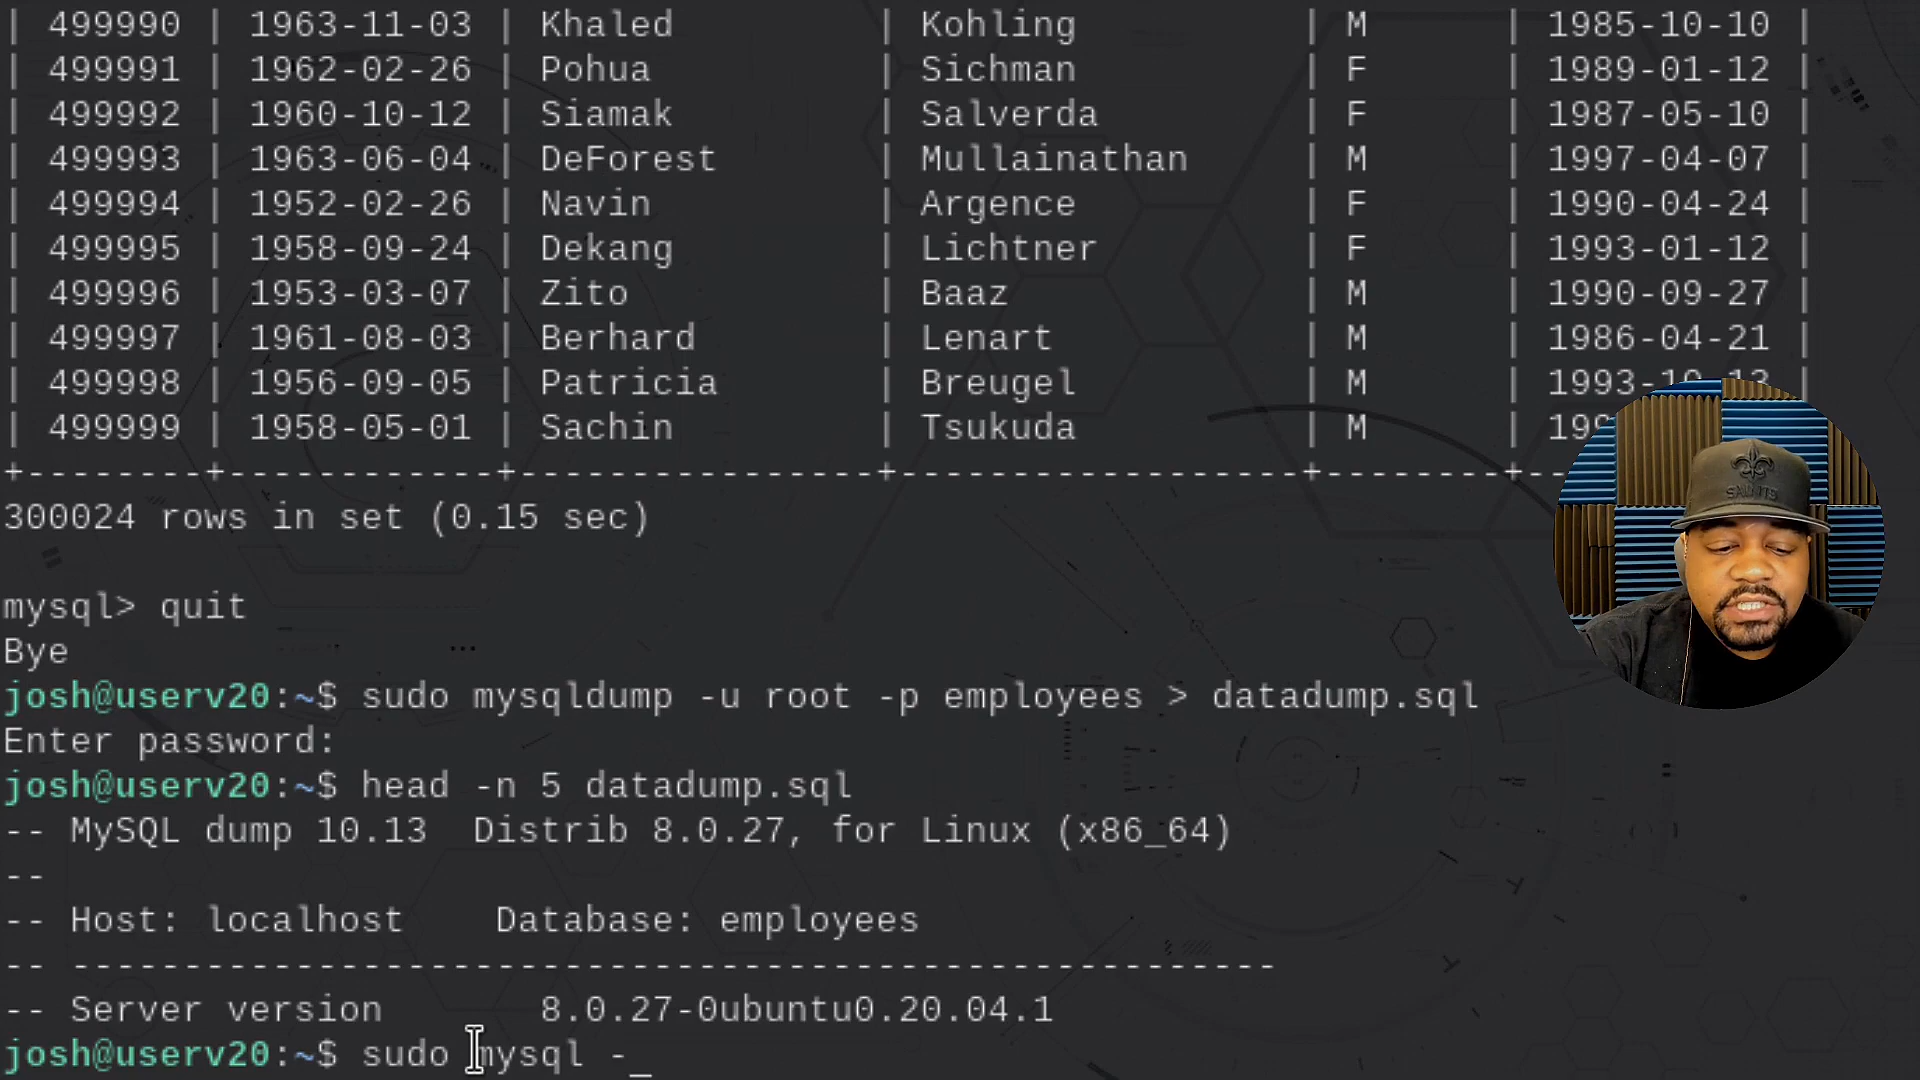 | 499990 | 1963-11-03 | Khaled | Kohling | M | 1985-10-10 |
| 499991 | 1962-02-26 | Pohua | Sichman | F | 1989-01-12 |
| 499992 | 1960-10-12 | Siamak | Salverda | F | 1987-05-10 |
| 499993 | 1963-06-04 | DeForest | Mullainathan | M | 1997-04-07 |
| 499994 | 1952-02-26 | Navin | Argence | F | 1990-04-24 |
| 499995 | 1958-09-24 | Dekang | Lichtner | F | 1993-01-12 |
| 499996 | 1953-03-07 | Zito | Baaz | M | 1990-09-27 |
| 499997 | 1961-08-03 | Berhard | Lenart | M | 1986-04-21 |
| 499998 | 1956-09-05 | Patricia | Breugel | M | 1993-10-13 |
| 499999 | 1958-05-01 | Sachin | Tsukuda | M |
+--------+------------+----------------+------------------+--------+-
300024 rows in set (0.15 sec)
SAINTS
mysql> quit
Bye
josh@userv20:~$ sudo mysqldump -u root -p employees > datadump.sql
Enter password:
josh@userv20:~$ head -n 5 datadump.sql
-- MySQL dump 10.13  Distrib 8.0.27, for Linux (x86_64)
--
-- Host: localhost    Database: employees
-- ------------------------------------------------------
-- Server version       8.0.27-0ubuntu0.20.04.1
josh@userv20:~$ sudo mysql -_